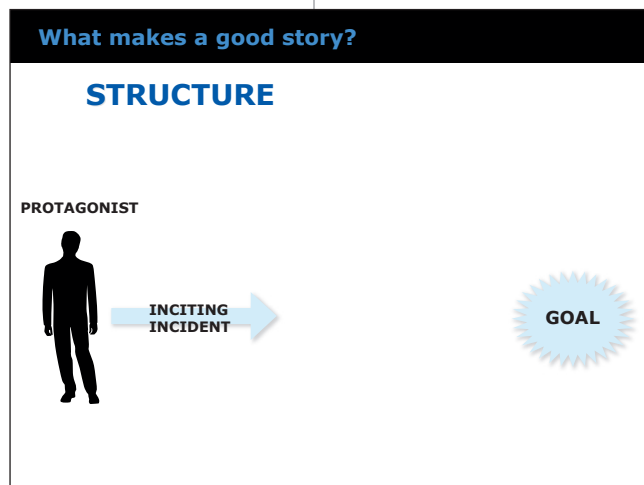 What makes a good story?
STRUCTURE
PROTAGONIST
INCITING
INCIDENT
GOAL